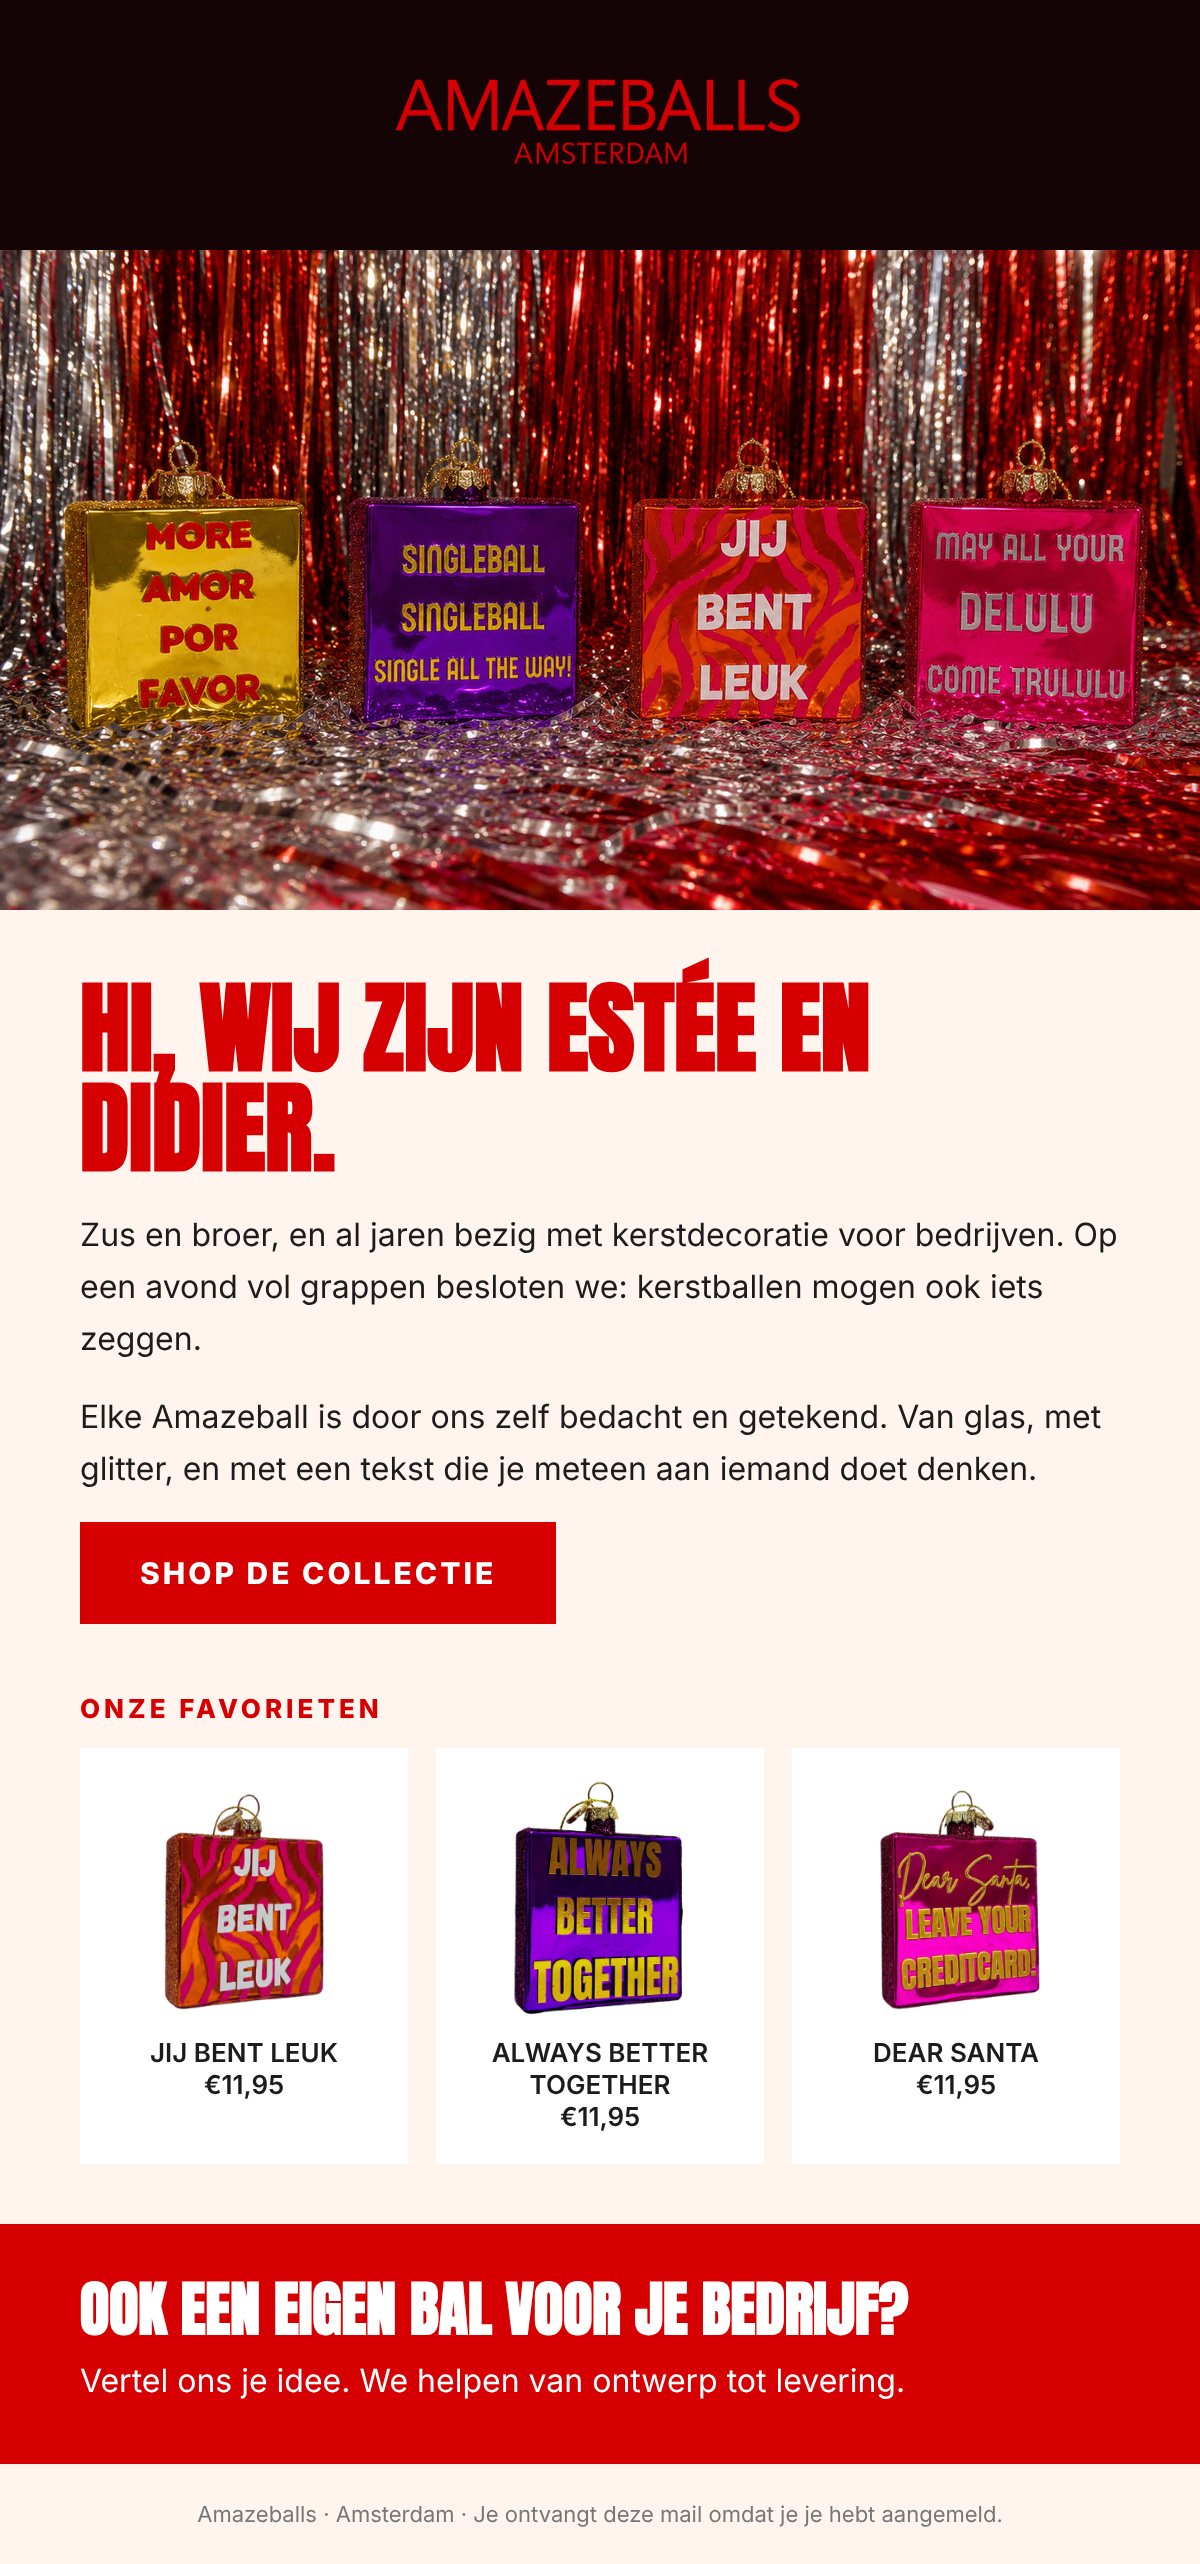 AMAZEBALLS
AMSTERDAM
MORE
AMOR
POR
FAVOR
SINGLEBALL
SINGLEBALL
SINGLE ALL THE WAY!
JIJ
BENT
LEUK
MAY ALL YOUR
DELULU
COME TRULULU
HI, WIJ ZIJN ESTÉE EN
DIDIER.
Zus en broer, en al jaren bezig met kerstdecoratie voor bedrijven. Op
een avond vol grappen besloten we: kerstballen mogen ook iets
zeggen.
Elke Amazeball is door ons zelf bedacht en getekend. Van glas, met
glitter, en met een tekst die je meteen aan iemand doet denken.
SHOP DE COLLECTIE
ONZE FAVORIETEN
JIJ
BENT
LEUK
JIJ BENT LEUK
€11,95
ALWAYS
BETTER
TOGETHER
ALWAYS BETTER
TOGETHER
€11,95
Dear Santa,
LEAVE YOUR
CREDITCARD!
DEAR SANTA
€11,95
OOK EEN EIGEN BAL VOOR JE BEDRIJF?
Vertel ons je idee. We helpen van ontwerp tot levering.
Amazeballs · Amsterdam · Je ontvangt deze mail omdat je je hebt aangemeld.